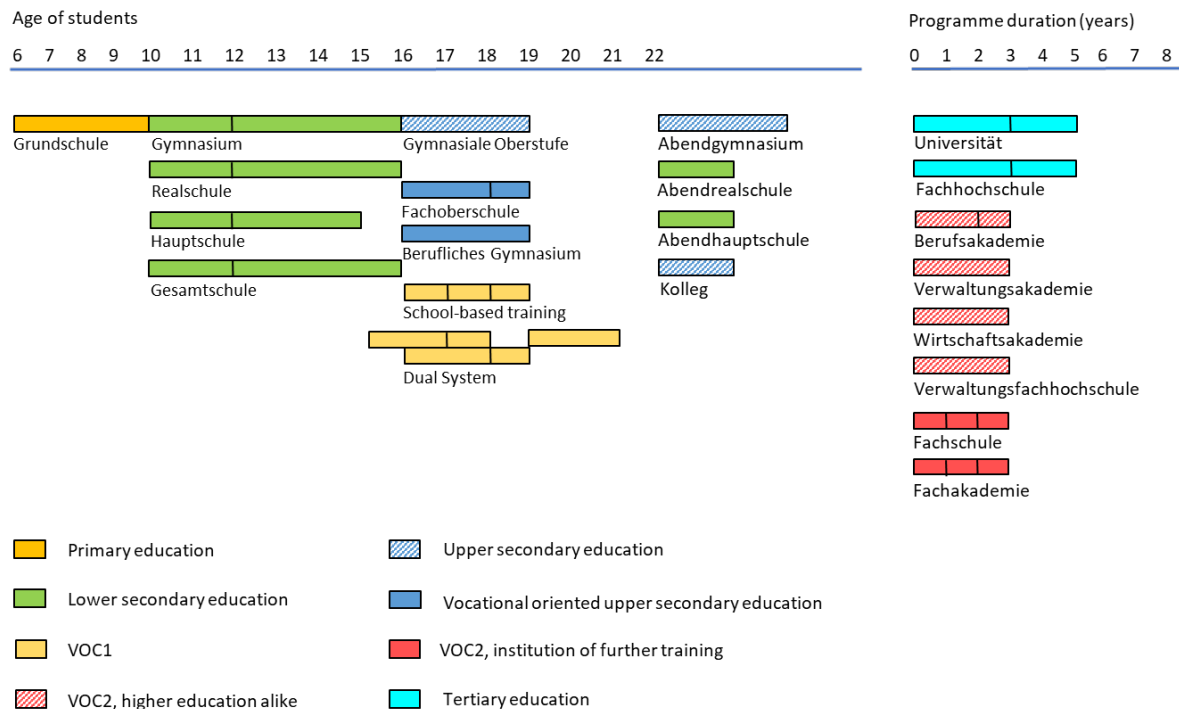 Age of students
Programme duration (years)
6 7 8 9 10 11 12 13 14 15 16 17 18 19 20 21 22
0 1 2 3 4 5 6 7 8
Grundschule
Gymnasium
Gymnasiale Oberstufe
Abendgymnasium
Universität
Realschule
Fachoberschule
Abendrealschule
Fachhochschule
Hauptschule
Berufliches Gymnasium
Abendhauptschule
Berufsakademie
Gesamtschule
School-based training
Kolleg
Verwaltungsakademie
Dual System
Wirtschaftsakademie
Verwaltungsfachhochschule
Fachschule
Fachakademie
Primary education
Upper secondary education
Lower secondary education
Vocational oriented upper secondary education
VOC1
VOC2, institution of further training
VOC2, higher education alike
Tertiary education